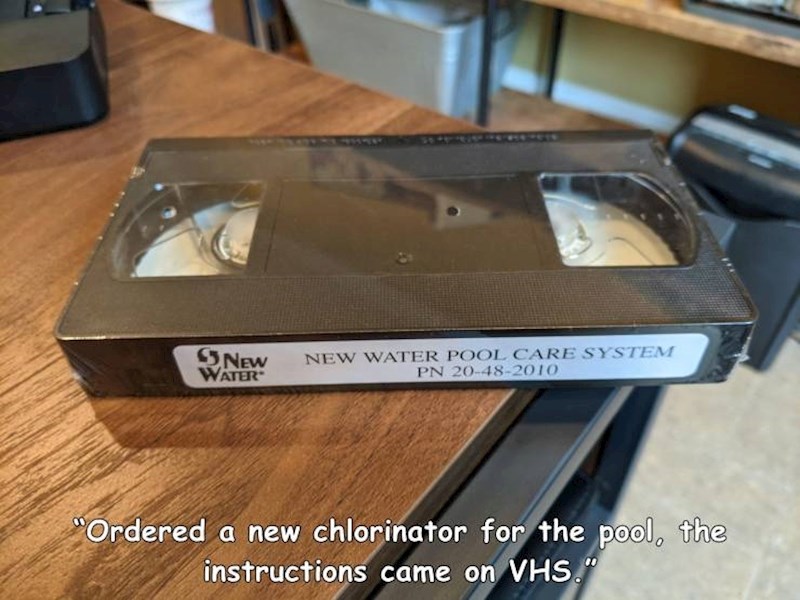 NEW
WATER
NEW WATER POOL CARE SYSTEM
PN 20-48-2010
"Ordered a new chlorinator for the pool, the
instructions came on VHS."